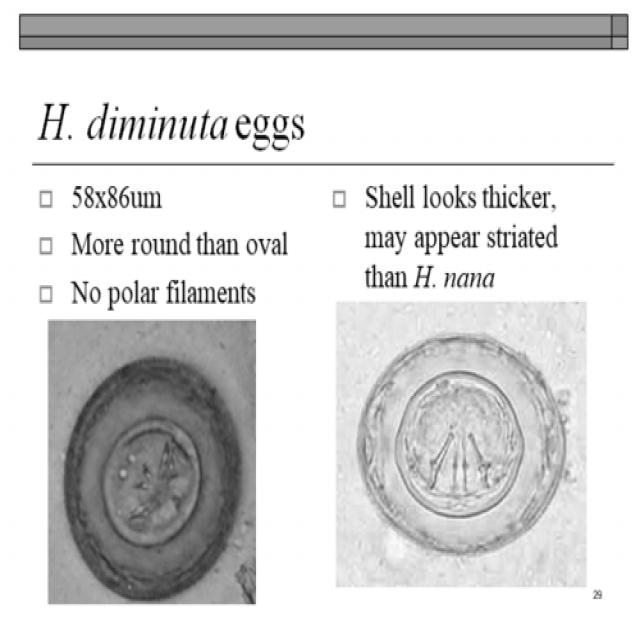 H. diminuta eggs
58x86um
More round than oval
No polar filaments
Shell looks thicker,
may appear striated
than H. nana
29